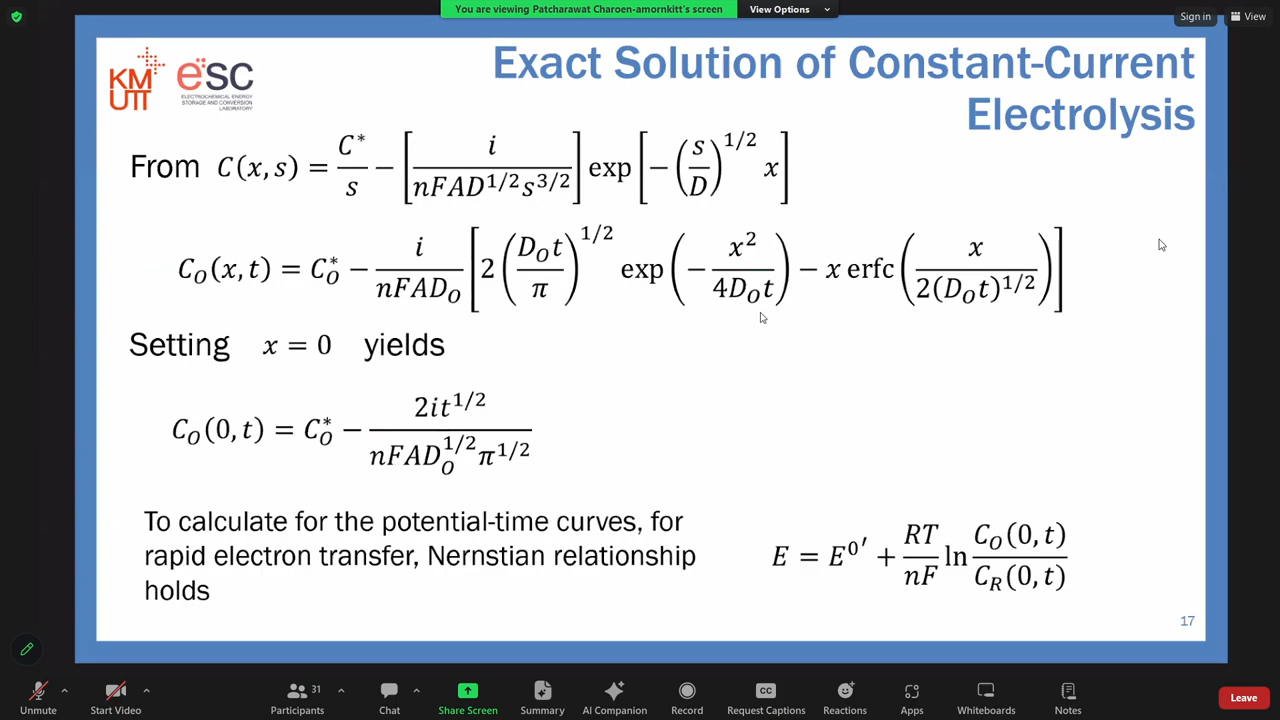 You are viewing Patcharawat Charoen-amornkitt's screen
View Options
Sign in
View
KM
UTT
esc
ELECTROCHEMICAL ENERGY
STORAGE AND CONVERSION
LABORATORY
Exact Solution of Constant-Current
Electrolysis
From C(x,s) = C*/s − [i/(nFAD^{1/2}s^{3/2})] exp[−(s/D)^{1/2} x]
C_O(x,t) = C_O^* − i/(nFAD_O) [2(D_O t/π)^{1/2} exp(−x²/(4D_O t)) − x erfc(x/(2(D_O t)^{1/2}))]
Setting x = 0 yields
C_O(0,t) = C_O^* − 2it^{1/2}/(nFAD_O^{1/2}π^{1/2})
To calculate for the potential-time curves, for
rapid electron transfer, Nernstian relationship
holds
E = E^{0′} + RT/nF ln C_O(0,t)/C_R(0,t)
17
31
Unmute
Start Video
Participants
Chat
Share Screen
Summary
AI Companion
Record
CC
Request Captions
Reactions
Apps
Whiteboards
Notes
Leave